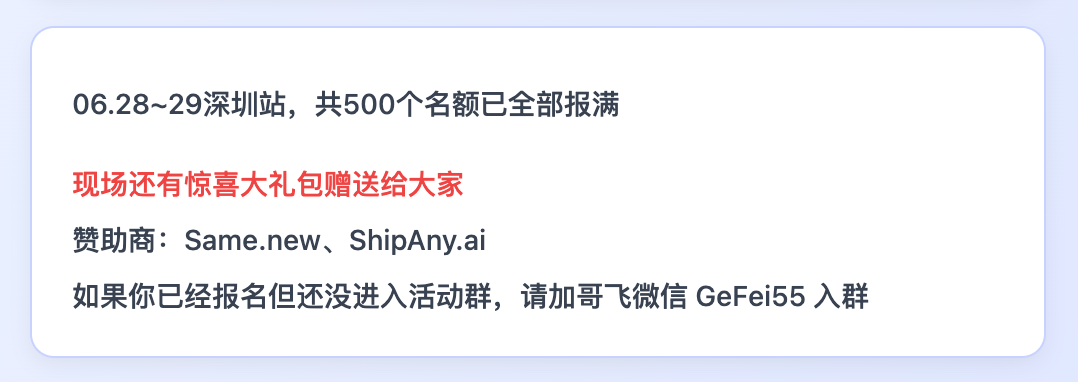 06.28~29深圳站，共500个名额已全部报满
现场还有惊喜大礼包赠送给大家
赞助商：Same.new、ShipAny.ai
如果你已经报名但还没进入活动群，请加哥飞微信 GeFei55 入群